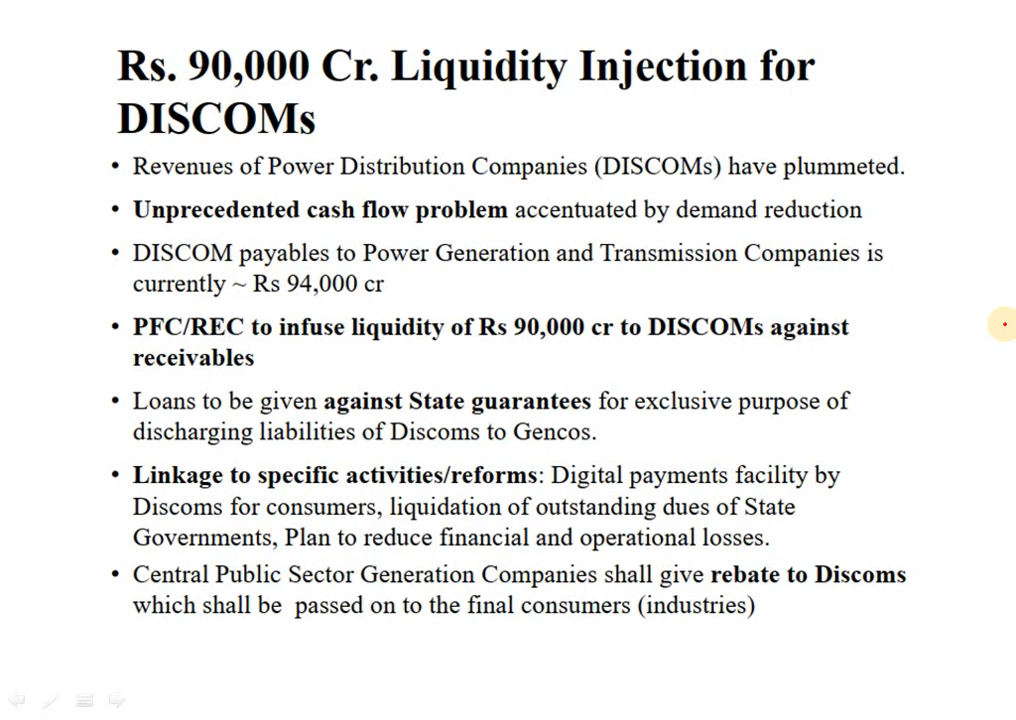 Rs. 90,000 Cr. Liquidity Injection for
DISCOMs
• Revenues of Power Distribution Companies (DISCOMs) have plummeted.
• Unprecedented cash flow problem accentuated by demand reduction
• DISCOM payables to Power Generation and Transmission Companies is
currently ~ Rs 94,000 cr
• PFC/REC to infuse liquidity of Rs 90,000 cr to DISCOMs against
receivables
• Loans to be given against State guarantees for exclusive purpose of
discharging liabilities of Discoms to Gencos.
• Linkage to specific activities/reforms: Digital payments facility by
Discoms for consumers, liquidation of outstanding dues of State
Governments, Plan to reduce financial and operational losses.
• Central Public Sector Generation Companies shall give rebate to Discoms
which shall be passed on to the final consumers (industries)